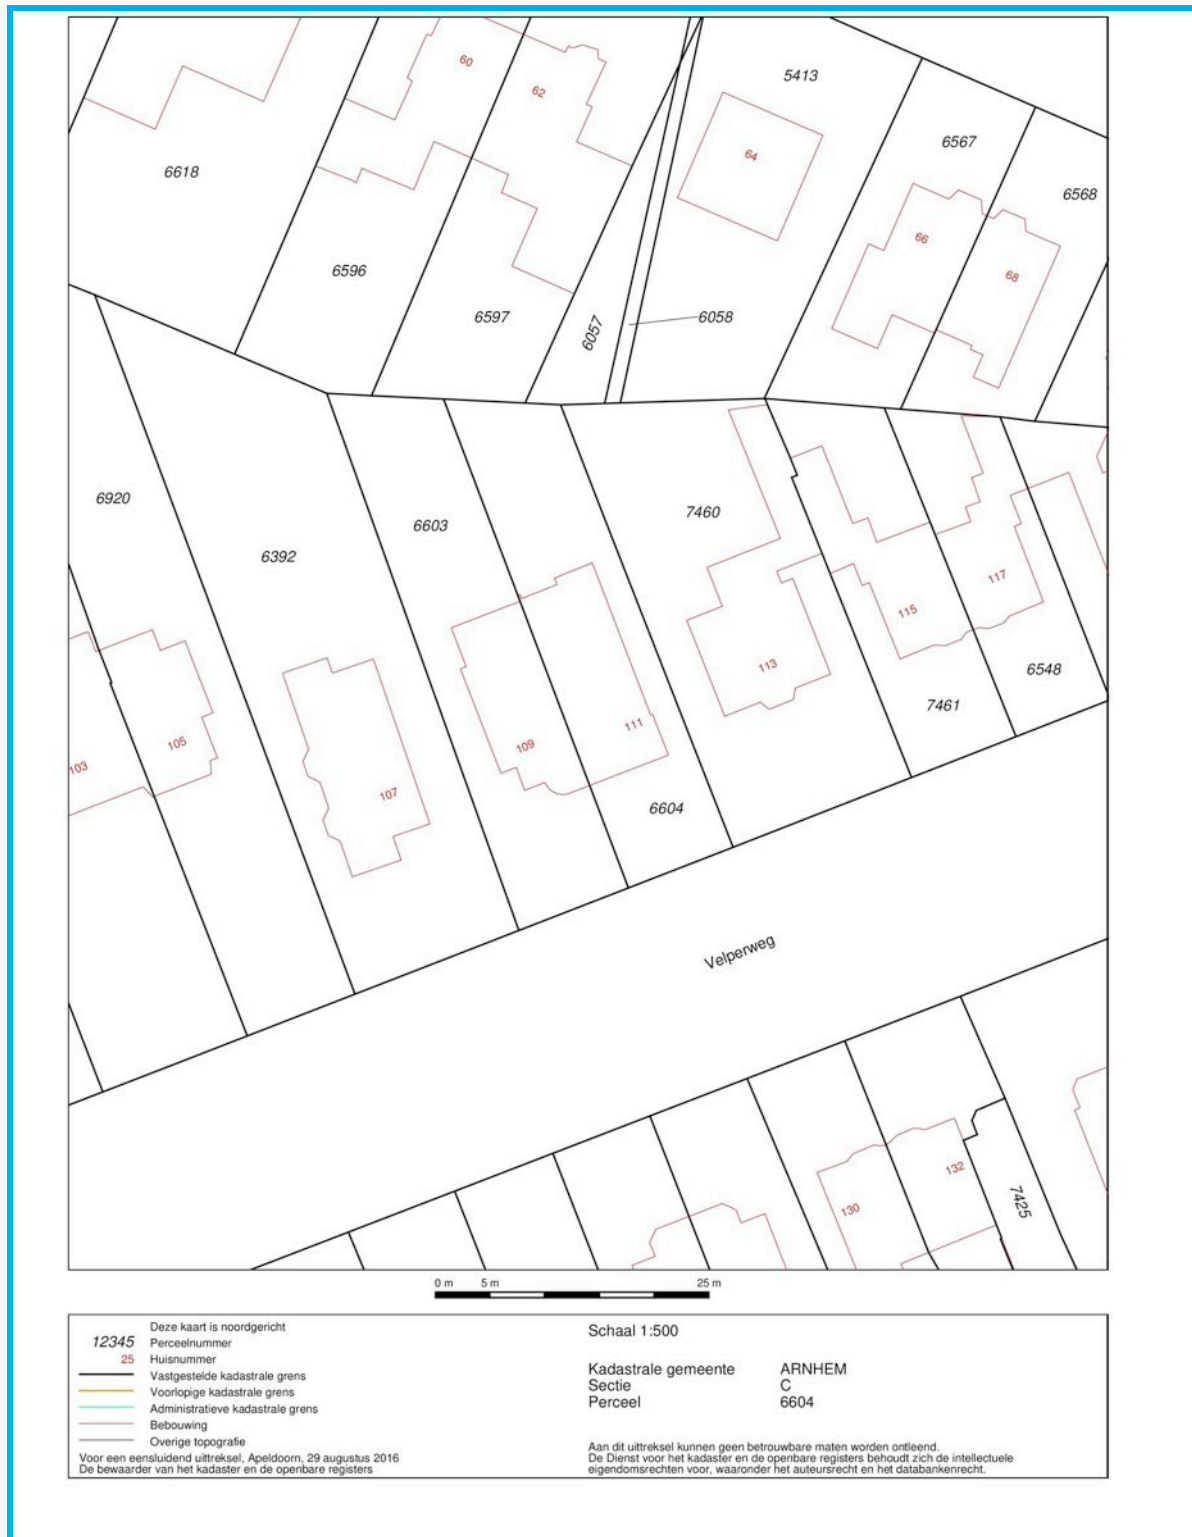 60
62
5413
64
6567
6618
6568
66
68
6596
6597
6057
6058
6920
6392
6603
7460
117
115
113
6548
7461
111
109
105
103
107
6604
Velperweg
132
130
7425
0 m 5 m 25 m
Deze kaart is noordgericht
12345 Perceelnummer
25 Huisnummer
Vastgestelde kadastrale grens
Voorlopige kadastrale grens
Administratieve kadastrale grens
Bebouwing
Overige topografie
Voor een eensluidend uittreksel, Apeldoorn, 29 augustus 2016
De bewaarder van het kadaster en de openbare registers
Schaal 1:500
Kadastrale gemeente ARNHEM
Sectie C
Perceel 6604
Aan dit uittreksel kunnen geen betrouwbare maten worden ontleend.
De Dienst voor het kadaster en de openbare registers behoudt zich de intellectuele
eigendomsrechten voor, waaronder het auteursrecht en het databankenrecht.